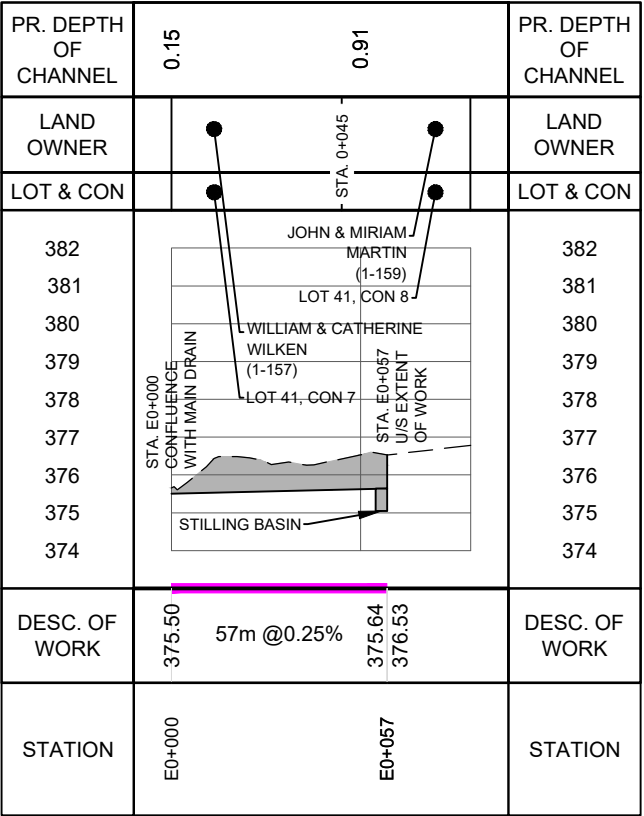 PR. DEPTH
OF
CHANNEL
0.15
0.91
PR. DEPTH
OF
CHANNEL
LAND
OWNER
STA. 0+045
LAND
OWNER
LOT & CON
LOT & CON
JOHN & MIRIAM
MARTIN
(1-159)
LOT 41, CON 8
WILLIAM & CATHERINE
WILKEN
(1-157)
LOT 41, CON 7
STA. E0+000
CONFLUENCE
WITH MAIN DRAIN
STA. E0+057
U/S EXTENT
OF WORK
STILLING BASIN
382
381
380
379
378
377
376
375
374
382
381
380
379
378
377
376
375
374
DESC. OF
WORK
375.50
57m @0.25%
375.64
376.53
DESC. OF
WORK
STATION
E0+000
E0+057
STATION